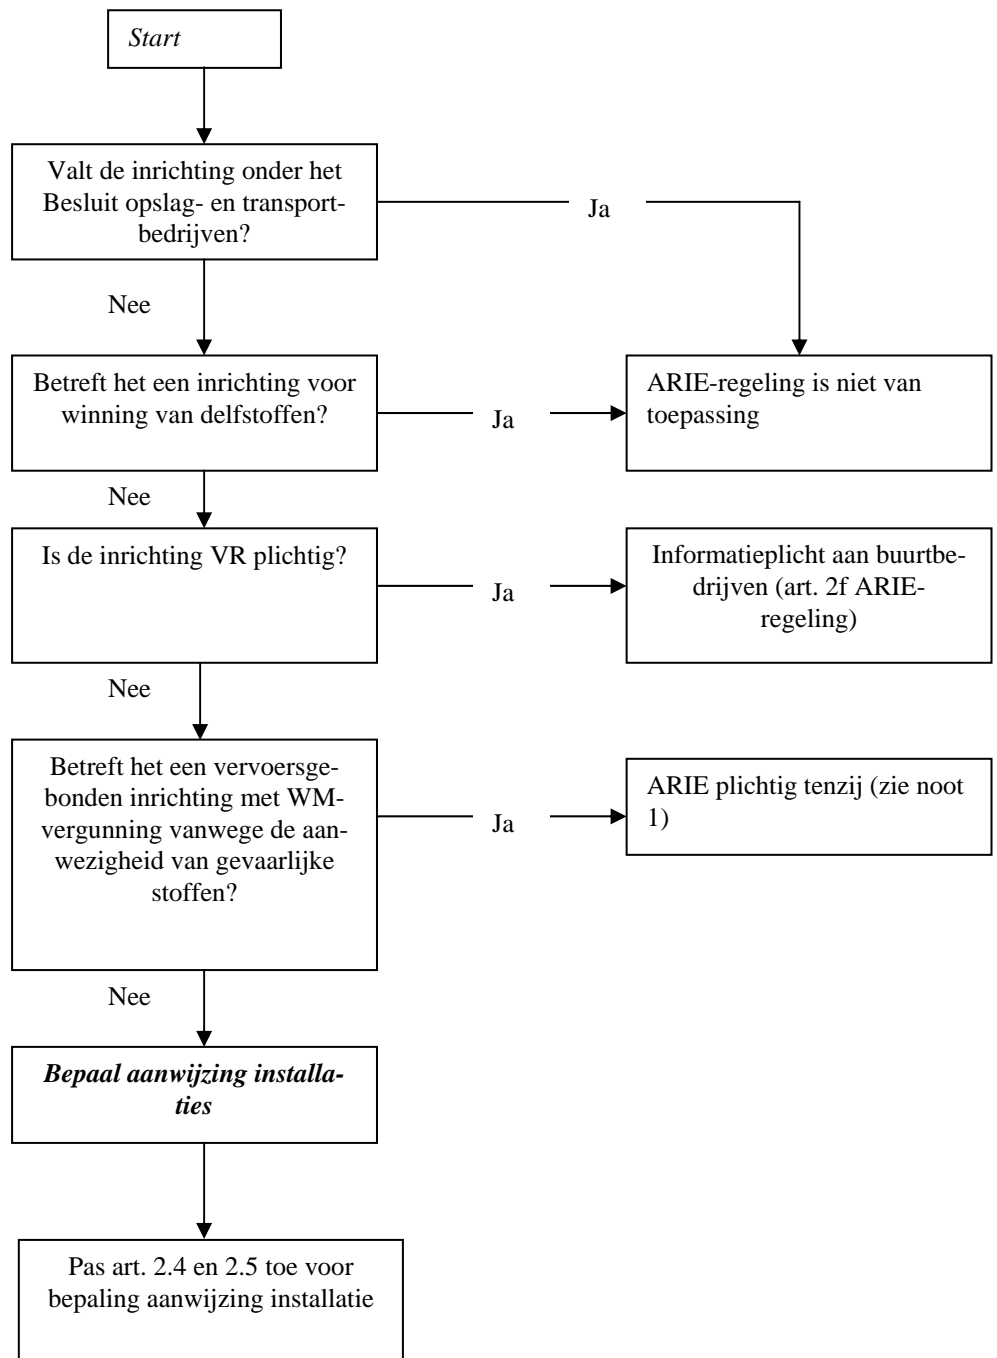 Start
Valt de inrichting onder het
Besluit opslag- en transport-
bedrijven?
Ja
Nee
Betreft het een inrichting voor
winning van delfstoffen?
Ja
ARIE-regeling is niet van
toepassing
Nee
Is de inrichting VR plichtig?
Ja
Informatieplicht aan buurtbe-
drijven (art. 2f ARIE-
regeling)
Nee
Betreft het een vervoersge-
bonden inrichting met WM-
vergunning vanwege de aan-
wezigheid van gevaarlijke
stoffen?
Ja
ARIE plichtig tenzij (zie noot
1)
Nee
Bepaal aanwijzing installa-
ties
Pas art. 2.4 en 2.5 toe voor
bepaling aanwijzing installatie